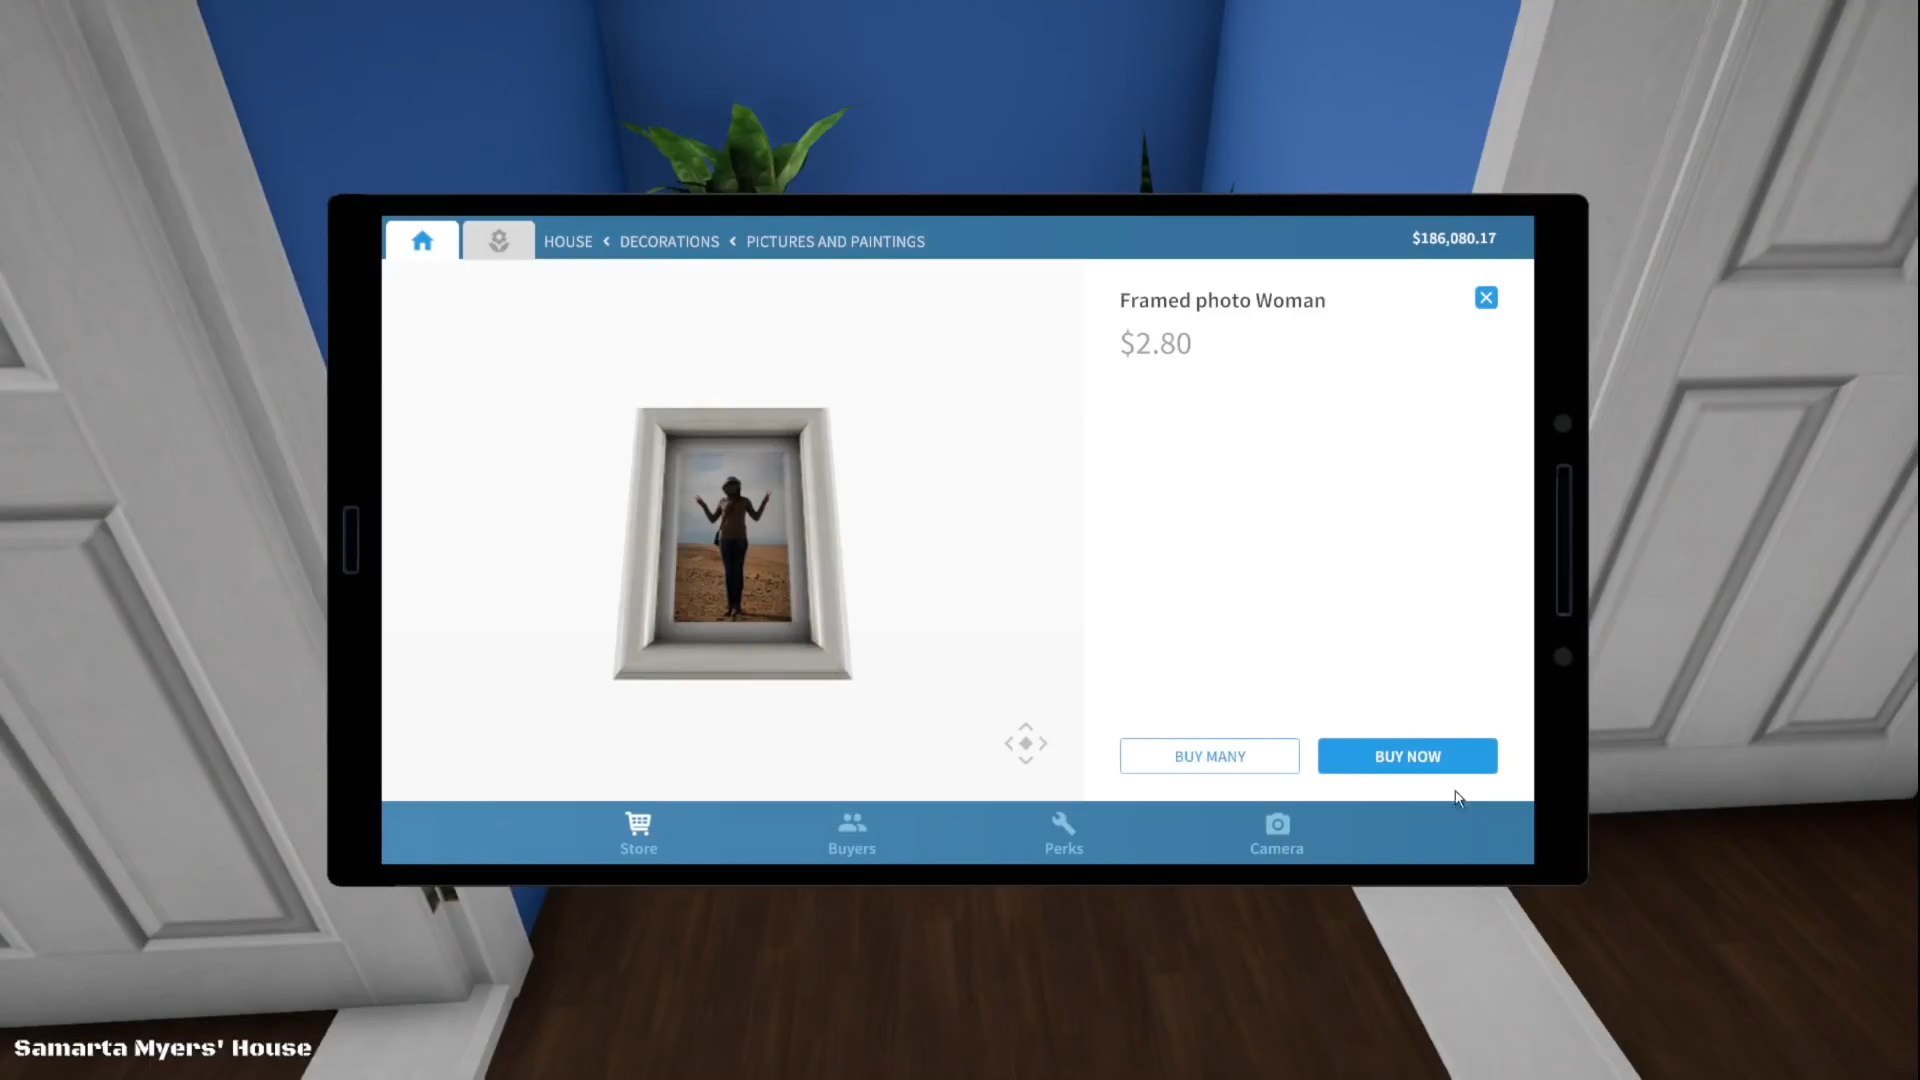 HOUSE < DECORATIONS < PICTURES AND PAINTINGS
$186,080.17
Framed photo Woman
$2.80
BUY MANY
BUY NOW
Store
Buyers
Perks
Camera
Samarta Myers' House